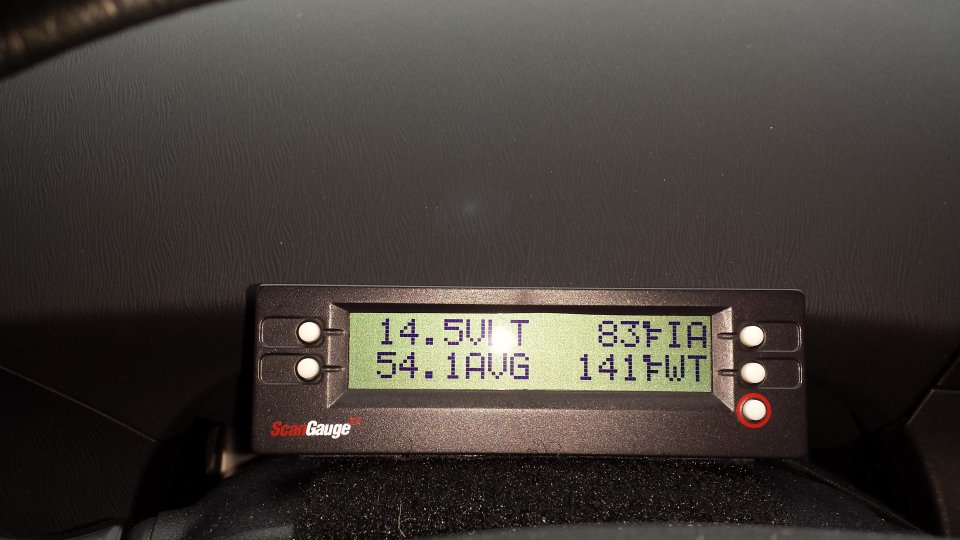 14.5VLT 83°FIA
54.1AVG 141°FWT
ScanGauge